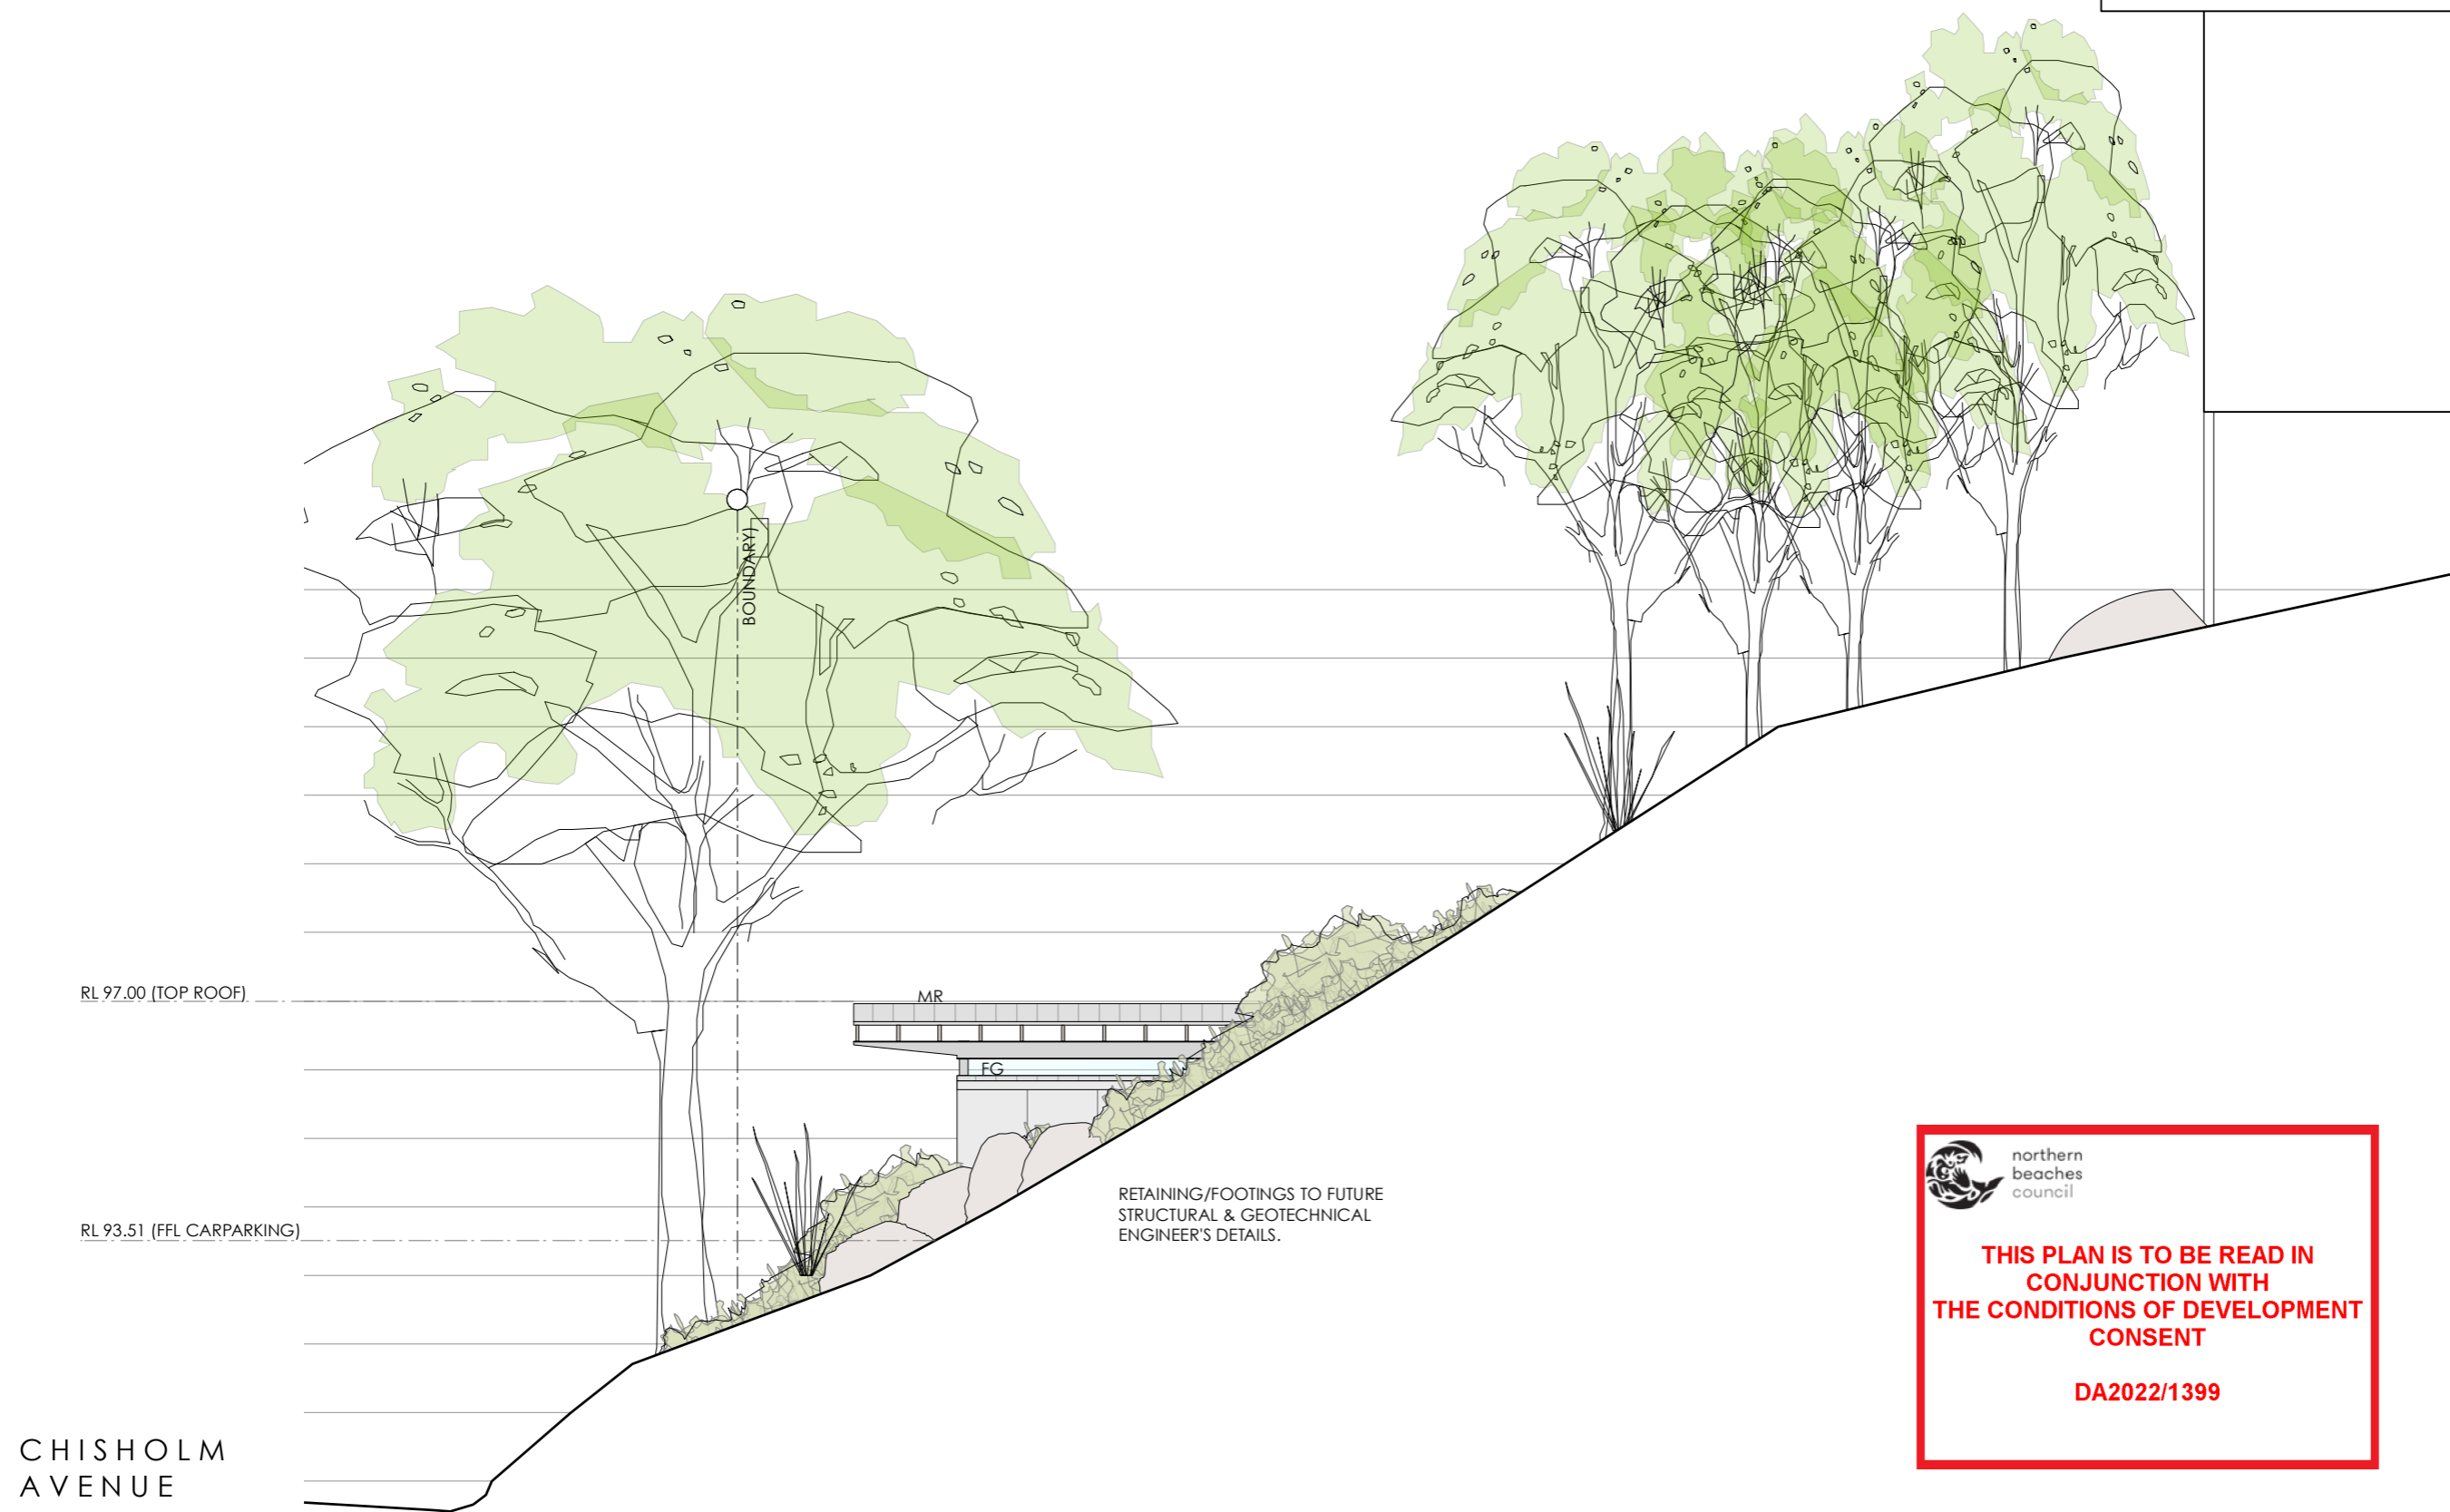 BOUNDARY)
RL 97.00 (TOP ROOF)
MR
FG
RL 93.51 (FFL CARPARKING)
RETAINING/FOOTINGS TO FUTURE
STRUCTURAL & GEOTECHNICAL
ENGINEER'S DETAILS.
northern
beaches
council
THIS PLAN IS TO BE READ IN
CONJUNCTION WITH
THE CONDITIONS OF DEVELOPMENT
CONSENT
DA2022/1399
CHISHOLM
AVENUE